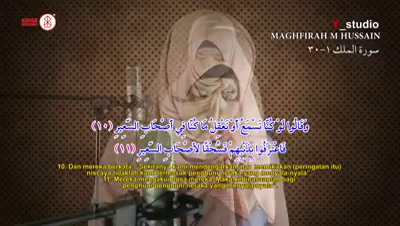 7_studio
MAGHFIRAH M HUSSAIN
سورة الملك ١-٣٠
وَقَالُوا لَوْ كُنَّا نَسْمَعُ أَوْ نَعْقِلُ مَا كُنَّا فِي أَصْحَابِ السَّعِيرِ (١٠)
فَاعْتَرَفُوا بِذَنْبِهِمْ فَسُحْقًا لِأَصْحَابِ السَّعِيرِ (١١)
10. Dan mereka berkata: "Sekiranya kami mendengarkan atau memikirkan (peringatan itu)
niscaya tidaklah kami termasuk penghuni neraka yang menyala-nyala"
11. Mereka mengakui dosa mereka. Maka kebinasaanlah bagi
penghuni-penghuni neraka yang menyala-nyala.